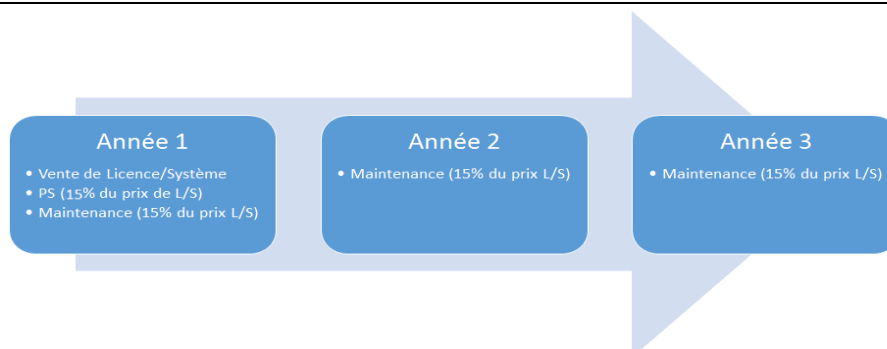 Année 1
• Vente de Licence/Système
• PS (15% du prix de L/S)
• Maintenance (15% du prix L/S)
Année 2
• Maintenance (15% du prix L/S)
Année 3
• Maintenance (15% du prix L/S)